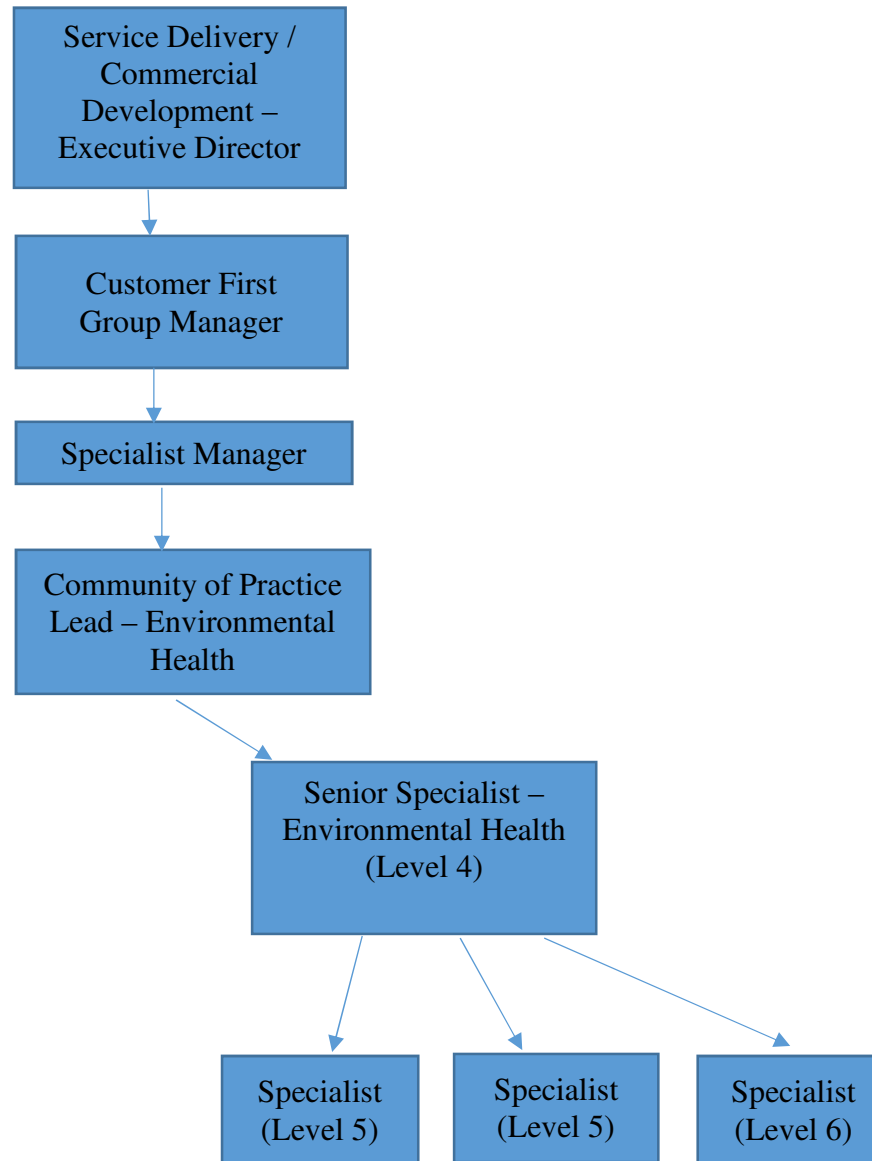 Service Delivery /
Commercial
Development –
Executive Director
Customer First
Group Manager
Specialist Manager
Community of Practice
Lead – Environmental
Health
Senior Specialist –
Environmental Health
(Level 4)
Specialist
(Level 5)
Specialist
(Level 5)
Specialist
(Level 6)